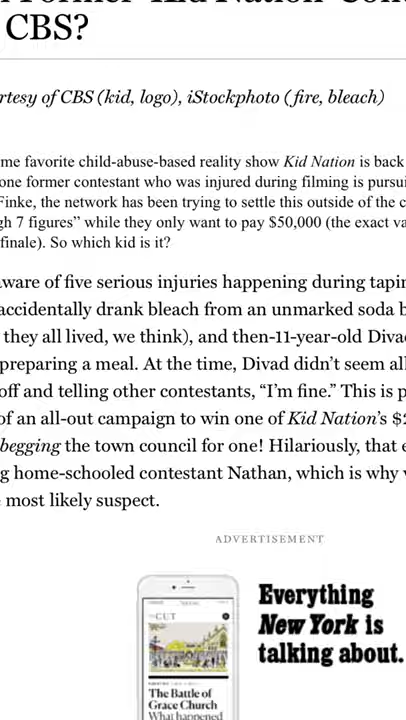 CBS?
rtesy of CBS (kid, logo), iStockphoto (fire, bleach)
me favorite child-abuse-based reality show Kid Nation is back
one former contestant who was injured during filming is pursui
Finke, the network has been trying to settle this outside of the c
gh 7 figures” while they only want to pay $50,000 (the exact va
finale). So which kid is it?
aware of five serious injuries happening during tapin
accidentally drank bleach from an unmarked soda b
they all lived, we think), and then-11-year-old Divad
preparing a meal. At the time, Divad didn’t seem all
off and telling other contestants, “I’m fine.” This is p
of an all-out campaign to win one of Kid Nation’s $2
begging the town council for one! Hilariously, that e
g home-schooled contestant Nathan, which is why v
most likely suspect.
ADVERTISEMENT
Everything
New York is
talking about.
THE CUT
The Battle of
Grace Church
What happened